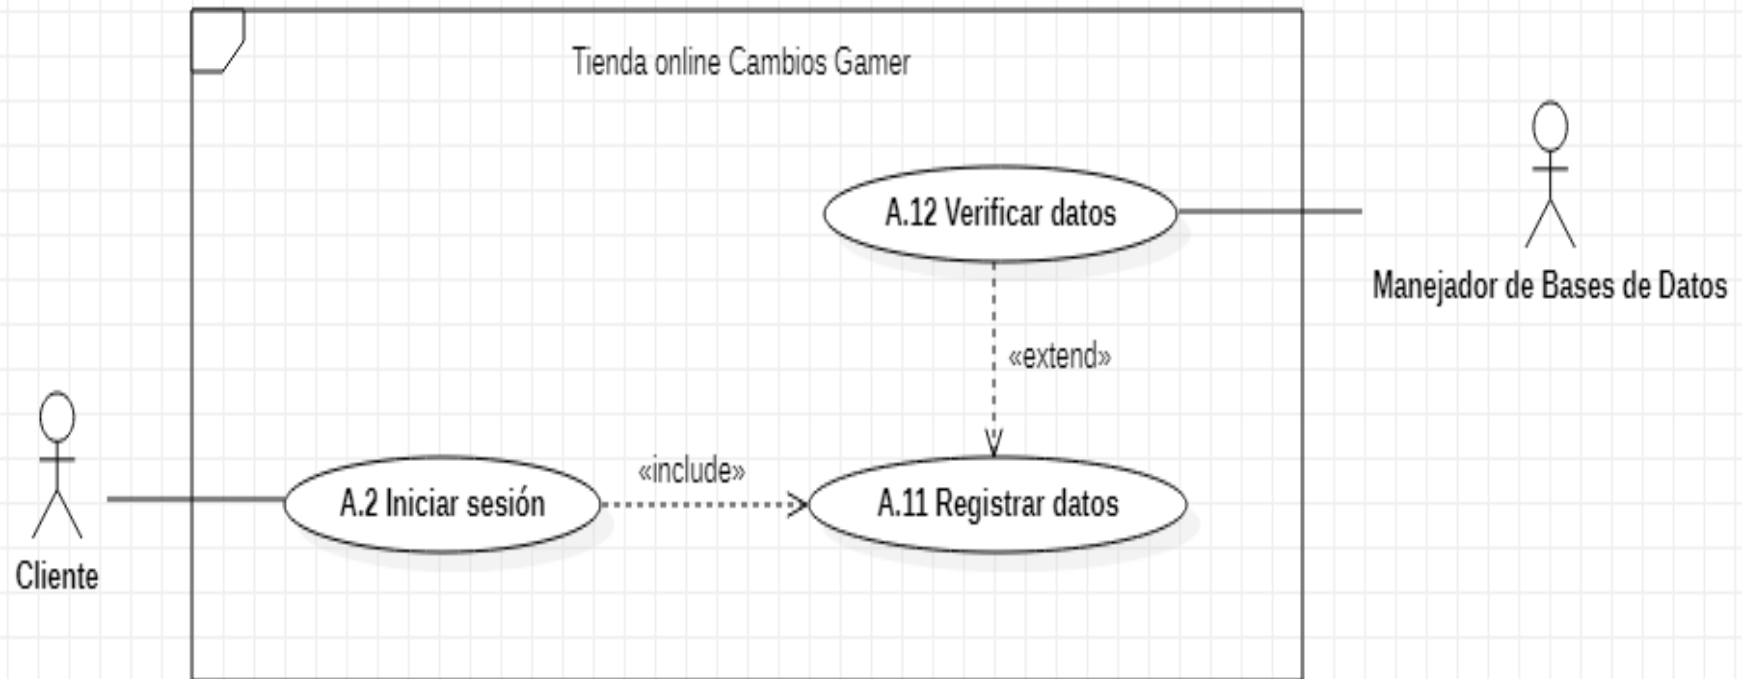 Tienda online Cambios Gamer
A.12 Verificar datos
Manejador de Bases de Datos
«extend»
«include»
A.2 Iniciar sesión
A.11 Registrar datos
Cliente